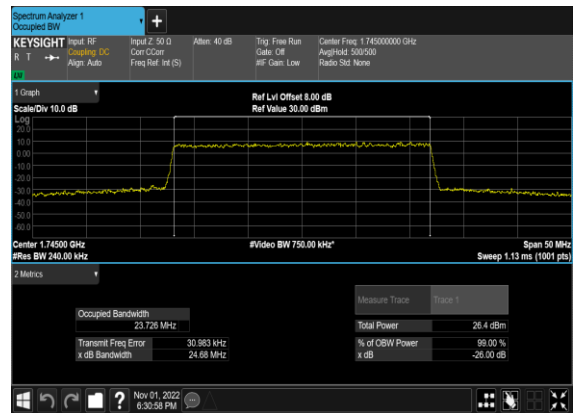 Spectrum Analyzer 1
Occupied BW
+
KEYSIGHT
R T
LV
Input: RF
Coupling: DC
Align: Auto
Input Z: 50 Ω
Corr CCorr
Freq Ref: Int (S)
Atten: 40 dB
Trig: Free Run
Gate: Off
#IF Gain: Low
Center Freq: 1.745000000 GHz
Avg|Hold: 500/500
Radio Std: None
1 Graph
Scale/Div 10.0 dB
Ref Lvl Offset 8.00 dB
Ref Value 30.00 dBm
Log
20.0
10.0
0.00
-10.0
-20.0
-30.0
-40.0
-50.0
-60.0
Center 1.74500 GHz
#Res BW 240.00 kHz
#Video BW 750.00 kHz*
Span 50 MHz
Sweep 1.13 ms (1001 pts)
2 Metrics
Occupied Bandwidth
23.726 MHz
Transmit Freq Error 30.983 kHz
x dB Bandwidth 24.68 MHz
Measure Trace Trace 1
Total Power 26.4 dBm
% of OBW Power 99.00 %
x dB -26.00 dB
?
Nov 01, 2022
6:30:58 PM